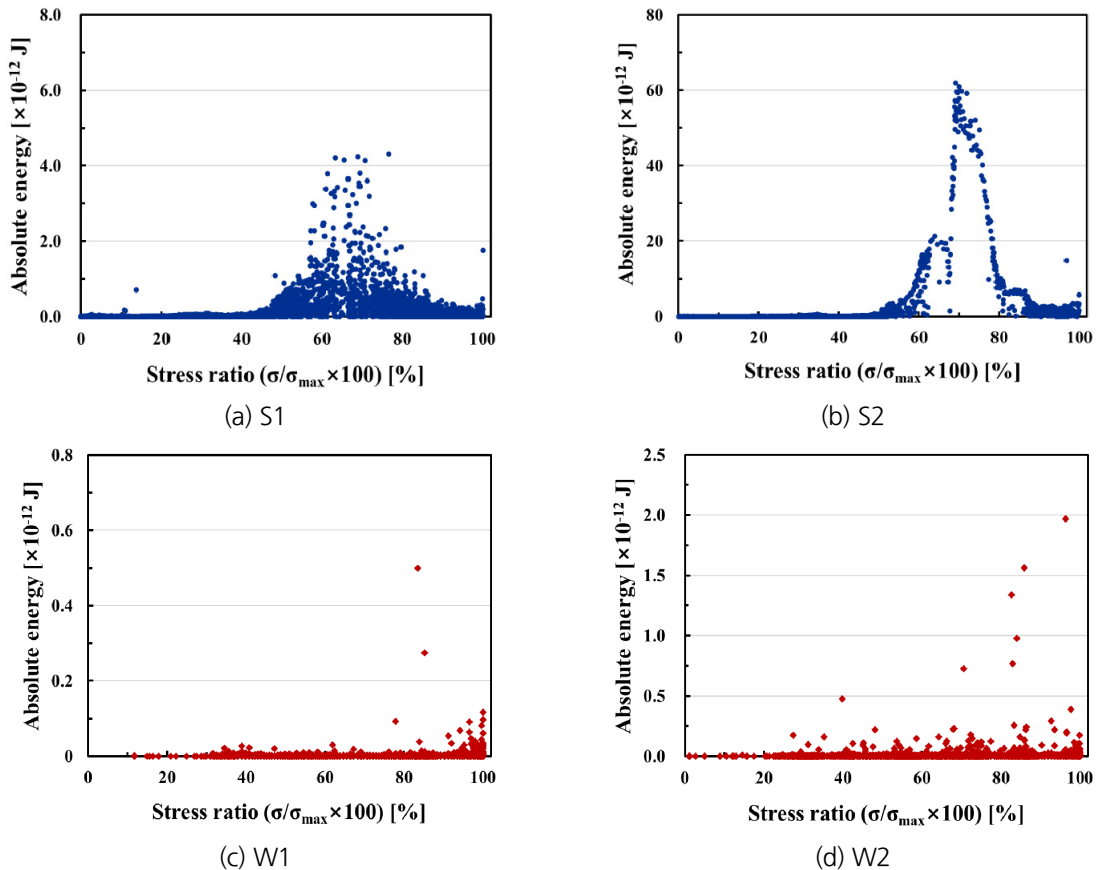 8.0
6.0
4.0
2.0
0.0
0 20 40 60 80 100
Absolute energy [×10-12 J]
Stress ratio (σ/σmax×100) [%]
(a) S1
80
60
40
20
0
0 20 40 60 80 100
Absolute energy [×10-12 J]
Stress ratio (σ/σmax×100) [%]
(b) S2
0.8
0.6
0.4
0.2
0
0 20 40 60 80 100
Absolute energy [×10-12 J]
Stress ratio (σ/σmax×100) [%]
(c) W1
2.5
2.0
1.5
1.0
0.5
0.0
0 20 40 60 80 100
Absolute energy [×10-12 J]
Stress ratio (σ/σmax×100) [%]
(d) W2